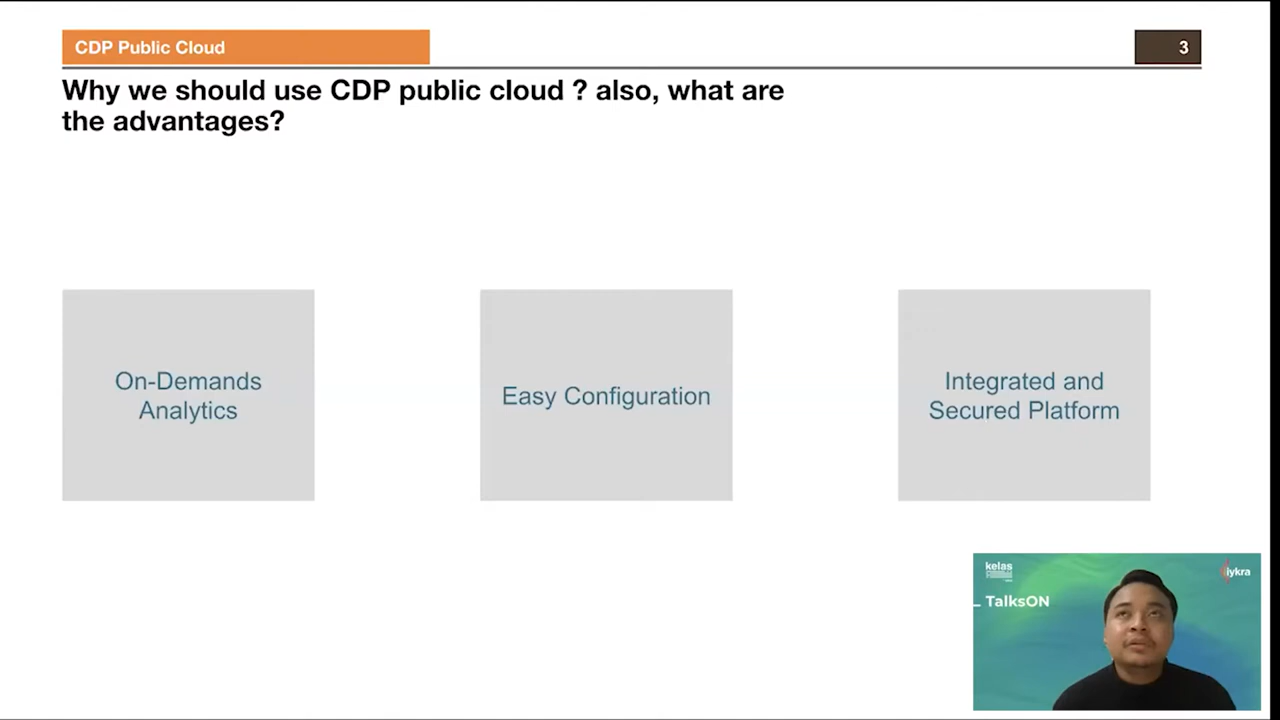 CDP Public Cloud
3
Why we should use CDP public cloud ? also, what are
the advantages?
On-Demands
Analytics
Easy Configuration
Integrated and
Secured Platform
kelas
iykra
TalksON